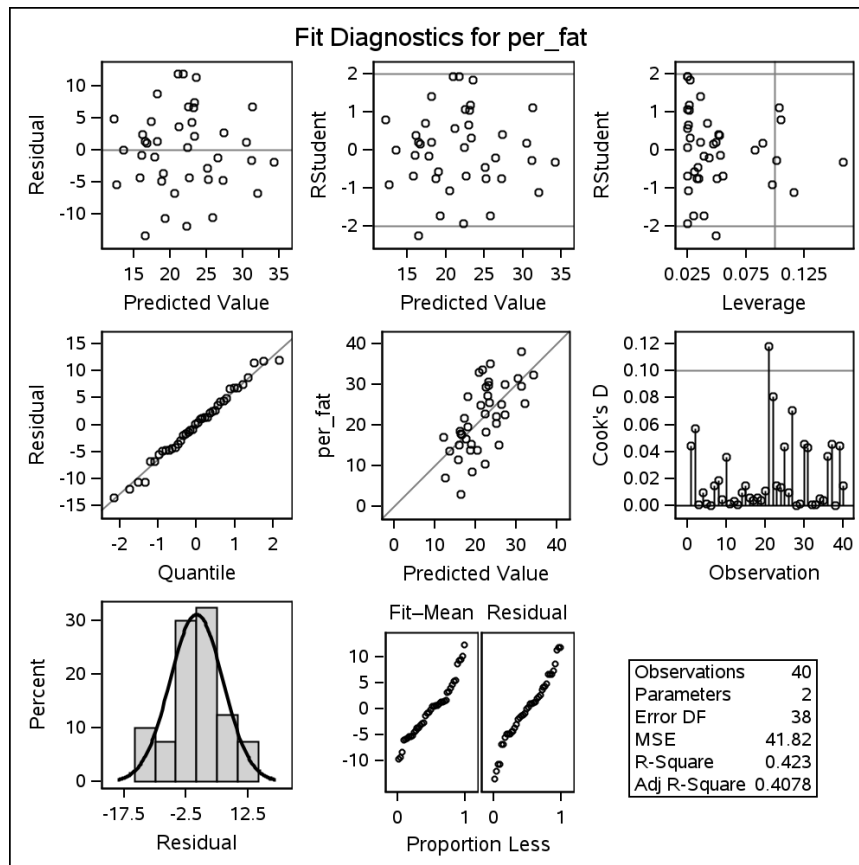 Fit Diagnostics for per_fat
Residual
10
5
0
-5
-10
15 20 25 30 35
Predicted Value
RStudent
2
1
0
-1
-2
15 20 25 30 35
Predicted Value
RStudent
2
1
0
-1
-2
0.025 0.075 0.125
Leverage
Residual
15
10
5
0
-5
-10
-15
-2 -1 0 1 2
Quantile
per_fat
40
30
20
10
0
0 10 20 30 40
Predicted Value
Cook's D
0.12
0.10
0.08
0.06
0.04
0.02
0.00
0 10 20 30 40
Observation
Percent
30
20
10
0
-17.5 -2.5 12.5
Residual
Fit–Mean Residual
10
5
0
-5
-10
0 1 0 1
Proportion Less
Observations 40
Parameters 2
Error DF 38
MSE 41.82
R-Square 0.423
Adj R-Square 0.4078